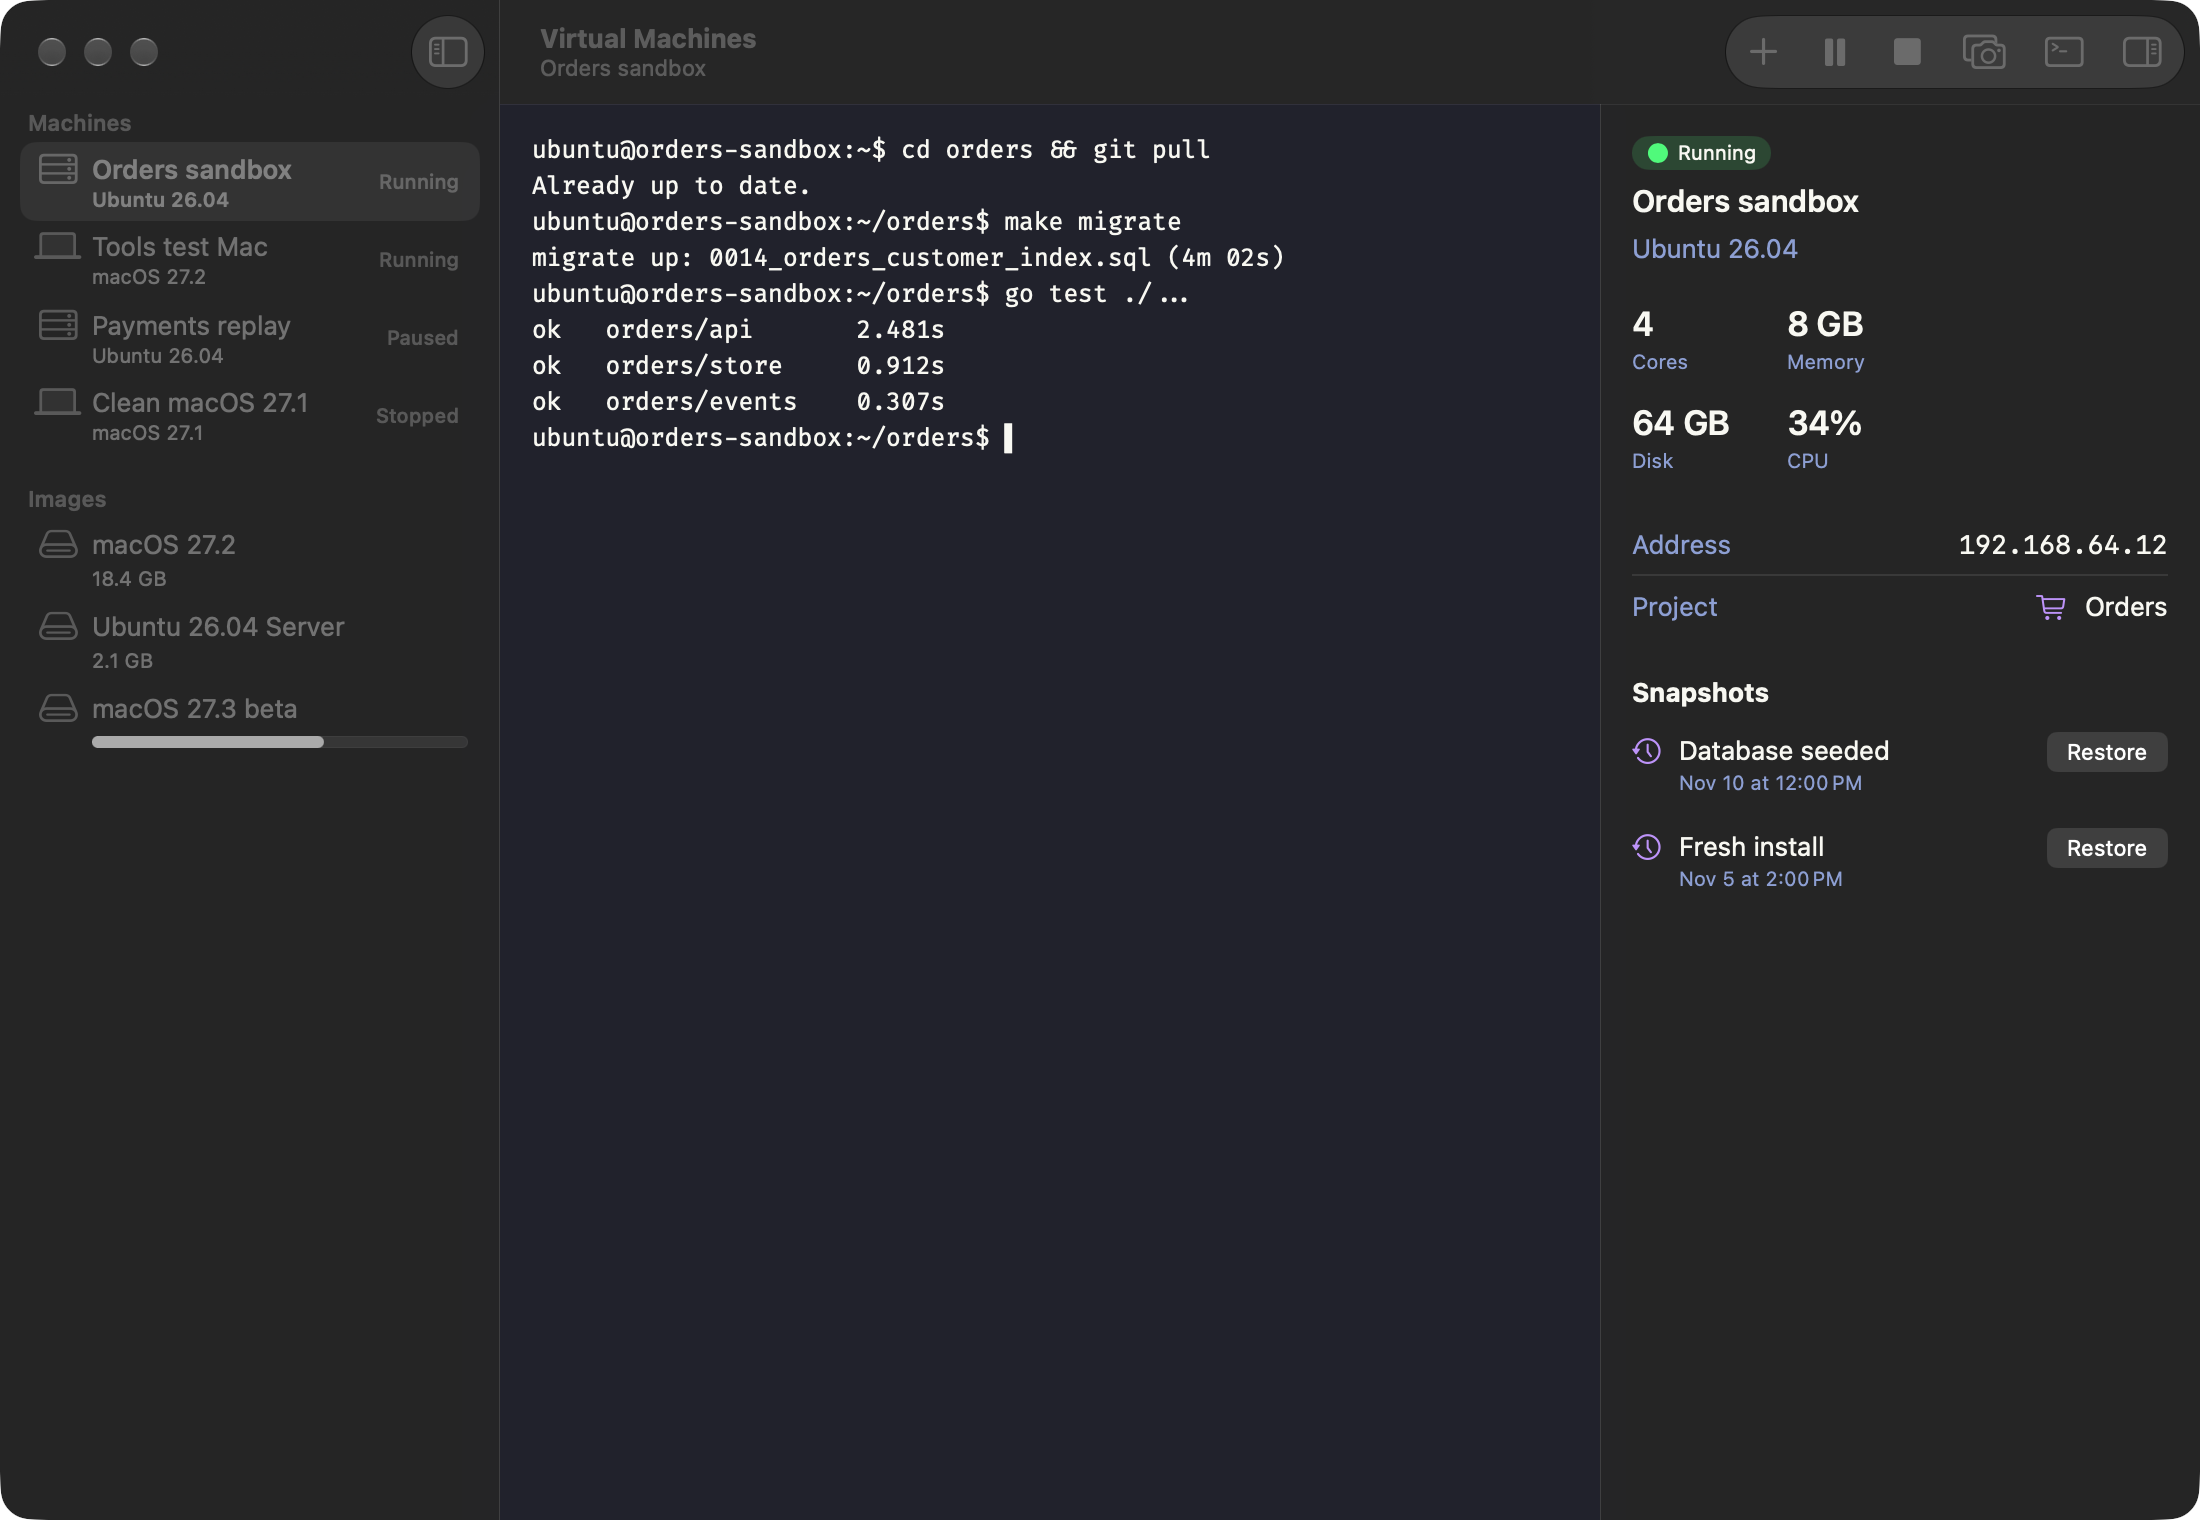 Virtual Machines
Orders sandbox
Machines
Orders sandbox
Ubuntu 26.04
Running
Tools test Mac
macOS 27.2
Running
Payments replay
Ubuntu 26.04
Paused
Clean macOS 27.1
macOS 27.1
Stopped
Images
macOS 27.2
18.4 GB
Ubuntu 26.04 Server
2.1 GB
macOS 27.3 beta
ubuntu@orders-sandbox:~$ cd orders && git pull
Already up to date.
ubuntu@orders-sandbox:~/orders$ make migrate
migrate up: 0014_orders_customer_index.sql (4m 02s)
ubuntu@orders-sandbox:~/orders$ go test ./...
ok   orders/api       2.481s
ok   orders/store     0.912s
ok   orders/events    0.307s
ubuntu@orders-sandbox:~/orders$
Running
Orders sandbox
Ubuntu 26.04
4
Cores
8 GB
Memory
64 GB
Disk
34%
CPU
Address 192.168.64.12
Project Orders
Snapshots
Database seeded
Nov 10 at 12:00 PM
Restore
Fresh install
Nov 5 at 2:00 PM
Restore